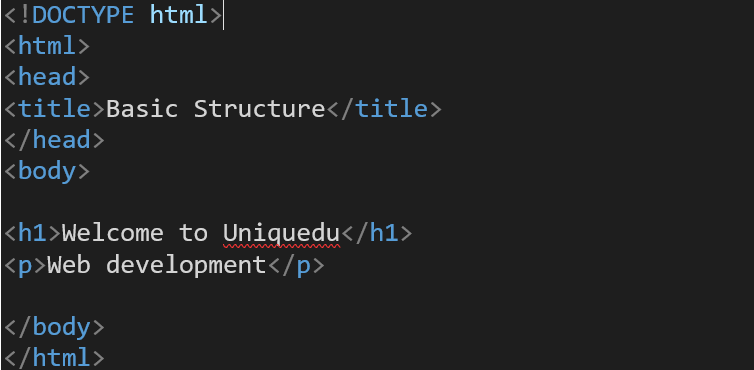 <!DOCTYPE html>
<html>
<head>
<title>Basic Structure</title>
</head>
<body>
<h1>Welcome to Uniquedu</h1>
<p>Web development</p>
</body>
</html>